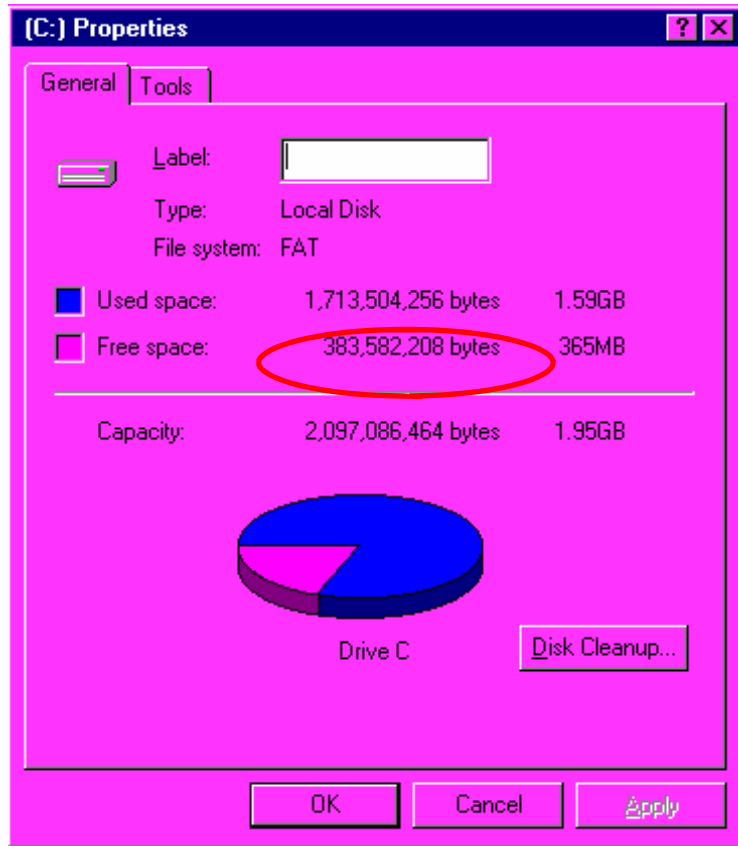 (C:) Properties
General Tools
Label:
Type: Local Disk
File system: FAT
Used space: 1,713,504,256 bytes 1.59GB
Free space: 383,582,208 bytes 365MB
Capacity: 2,097,086,464 bytes 1.95GB
Drive C
Disk Cleanup...
OK Cancel Apply